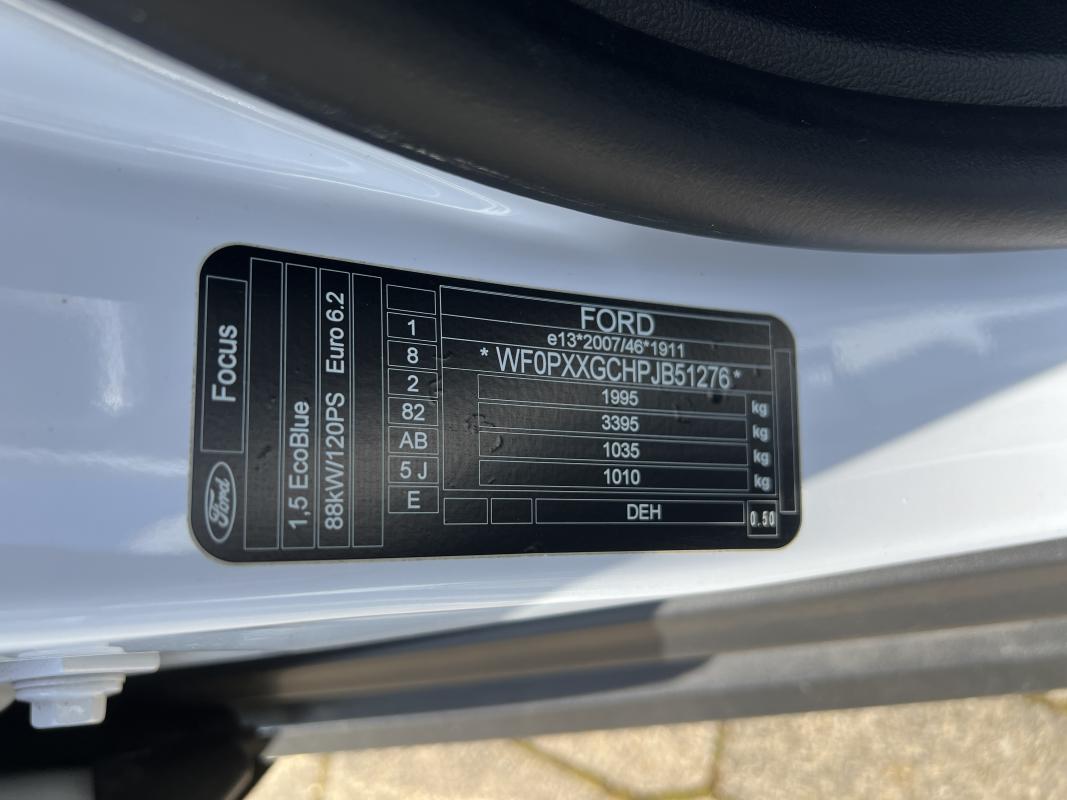 FORD
e13*2007/46*1911
*WF0PXXGCHPJB51276*
1995 kg
3395 kg
1035 kg
1010 kg
DEH
0.50
1
8
2
82
AB
5 J
E
Focus
1,5 EcoBlue
88kW/120PS Euro 6.2
Ford